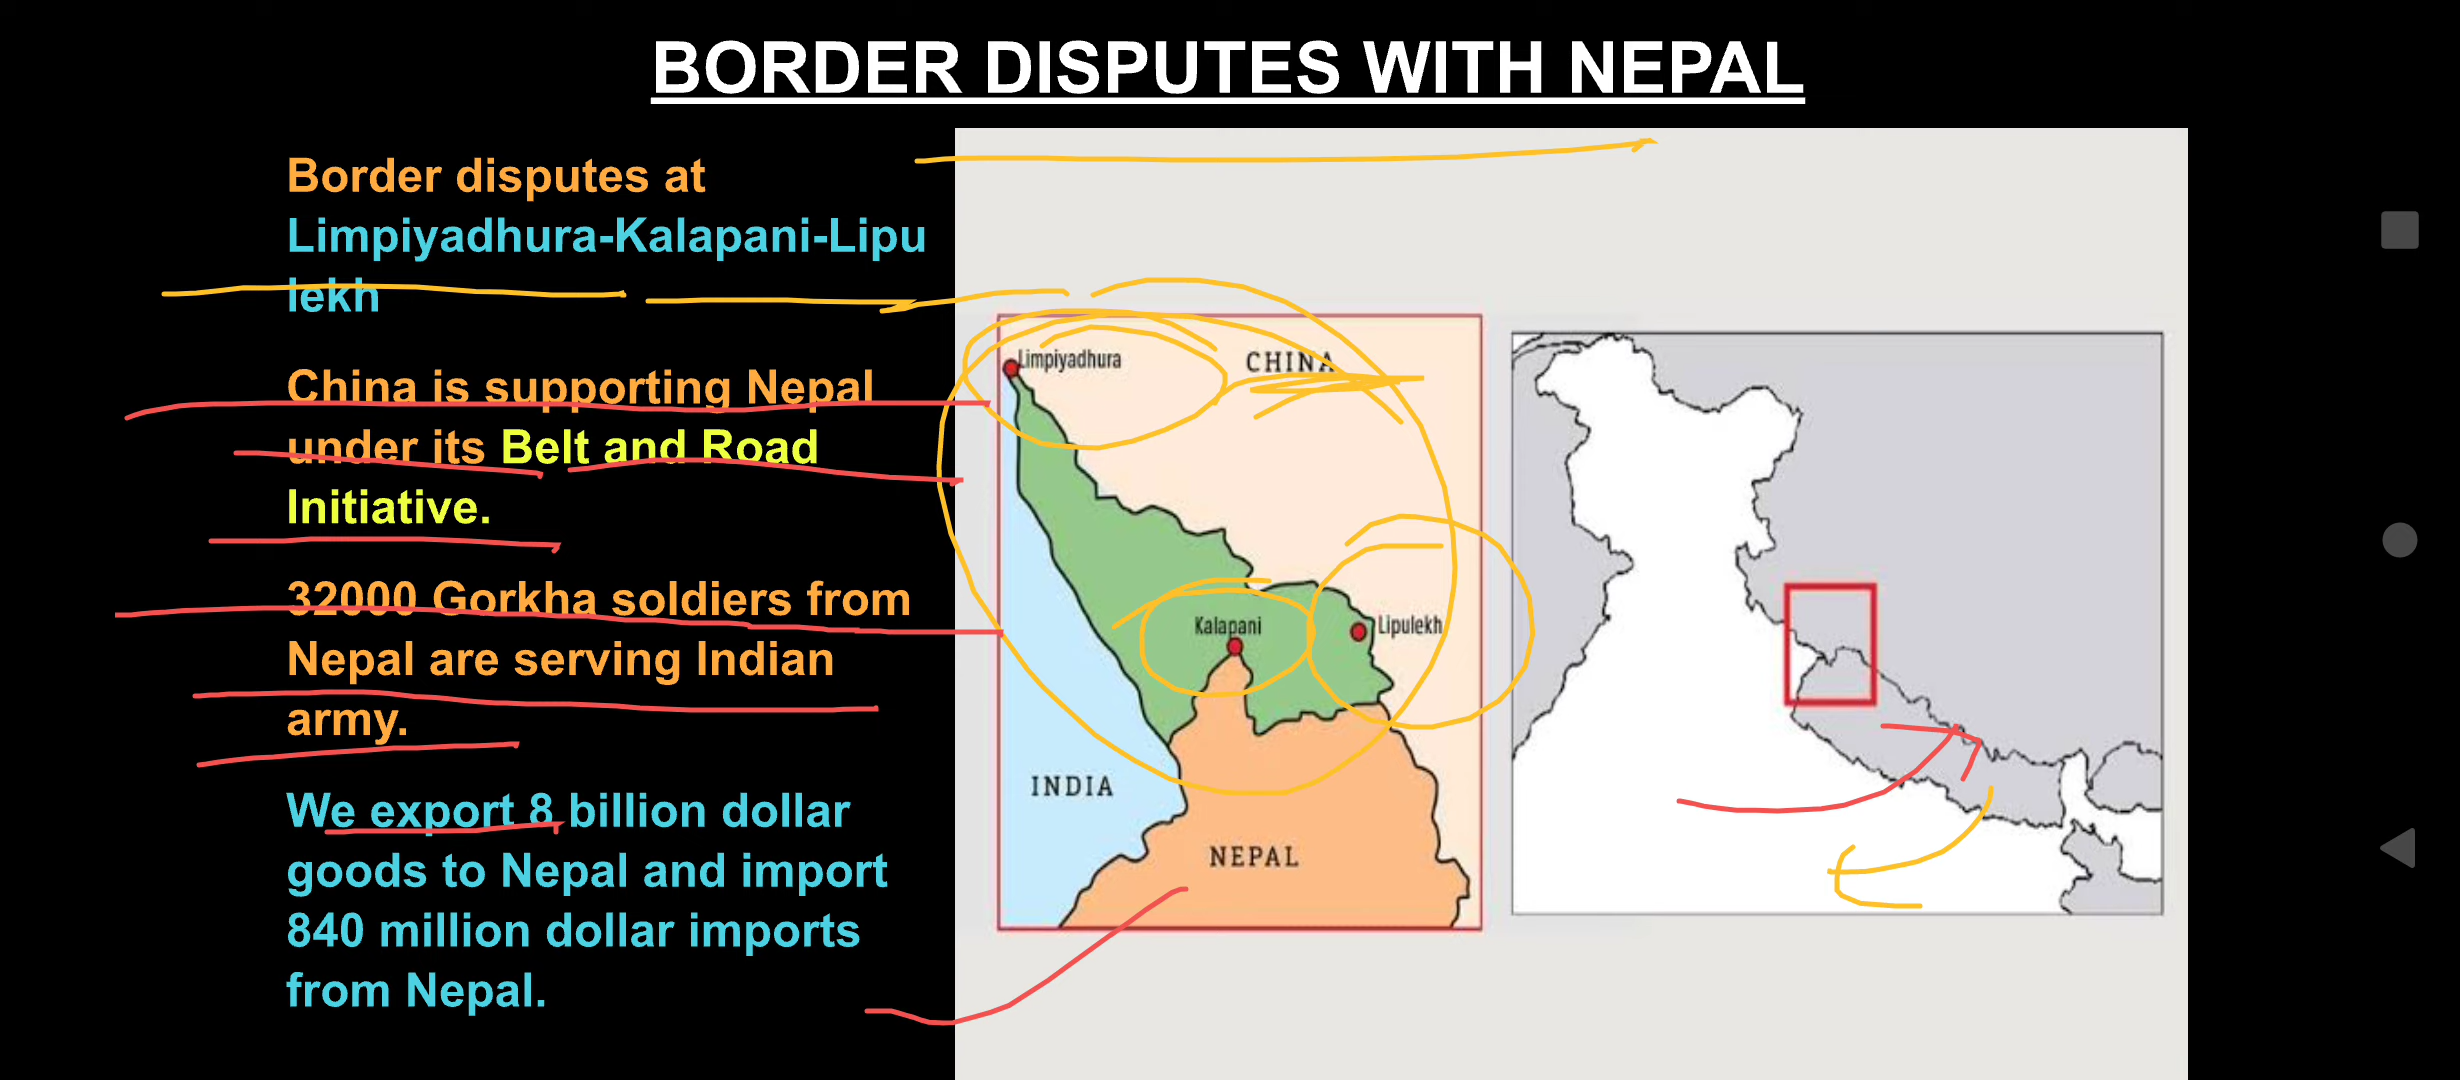 BORDER DISPUTES WITH NEPAL
Border disputes at
Limpiyadhura-Kalapani-Lipu
lekh
China is supporting Nepal
under its Belt and Road
Initiative.
32000 Gorkha soldiers from
Nepal are serving Indian
army.
We export 8 billion dollar
goods to Nepal and import
840 million dollar imports
from Nepal.
Limpiyadhura
CHINA
Kalapani
Lipulekh
INDIA
NEPAL